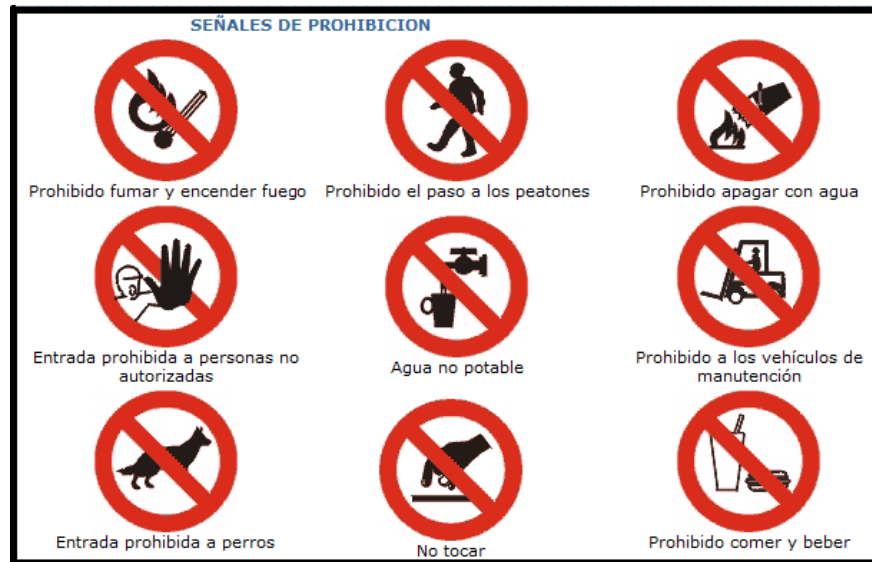 SEÑALES DE PROHIBICION
Prohibido fumar y encender fuego
Prohibido el paso a los peatones
Prohibido apagar con agua
Entrada prohibida a personas no
autorizadas
Agua no potable
Prohibido a los vehículos de
manutención
Entrada prohibida a perros
No tocar
Prohibido comer y beber